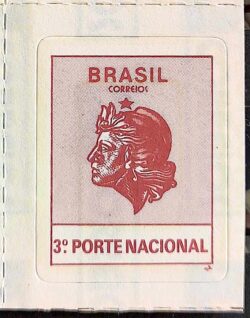 BRASIL
CORREIOS
3º PORTE NACIONAL